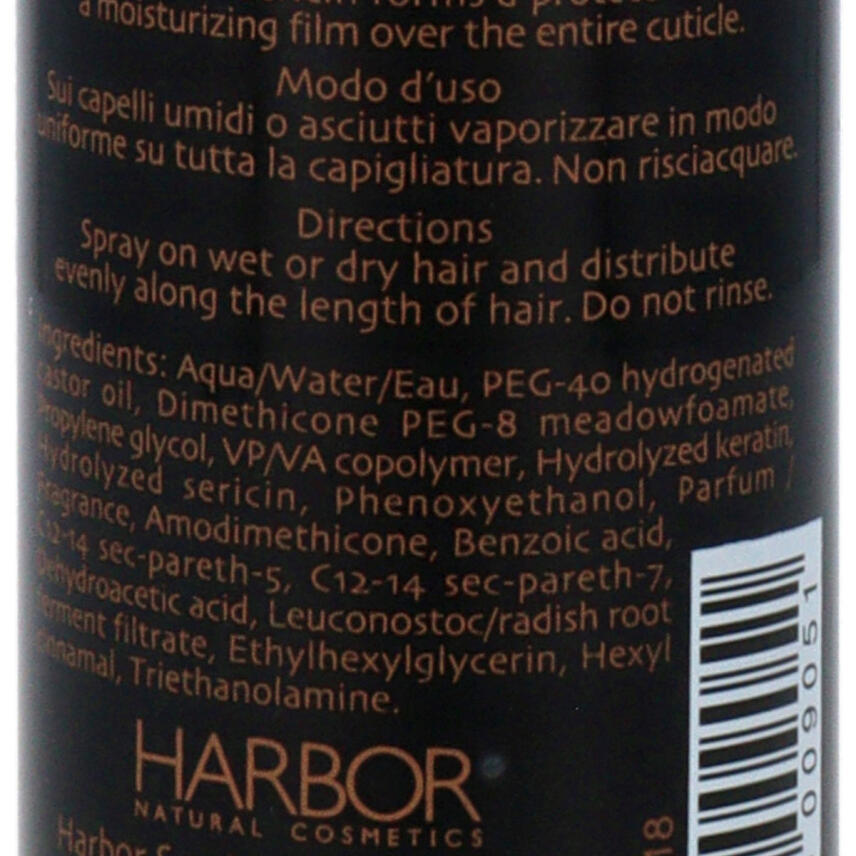 forms a
a moisturizing film over the entire cuticle.
Modo d'uso
Sui capelli umidi o asciutti vaporizzare in modo
uniforme su tutta la capigliatura. Non risciacquare.
Directions
Spray on wet or dry hair and distribute
evenly along the length of hair. Do not rinse.
Ingredients: Aqua/Water/Eau, PEG-40 hydrogenated
castor oil, Dimethicone PEG-8 meadowfoamate,
Propylene glycol, VP/VA copolymer, Hydrolyzed keratin,
Hydrolyzed sericin, Phenoxyethanol, Parfum /
Fragrance, Amodimethicone, Benzoic acid,
C12-14 sec-pareth-5, C12-14 sec-pareth-7,
Dehydroacetic acid, Leuconostoc/radish root
ferment filtrate, Ethylhexylglycerin, Hexyl
cinnamal, Triethanolamine.
HARBOR
NATURAL COSMETICS
Harbor
18
009051